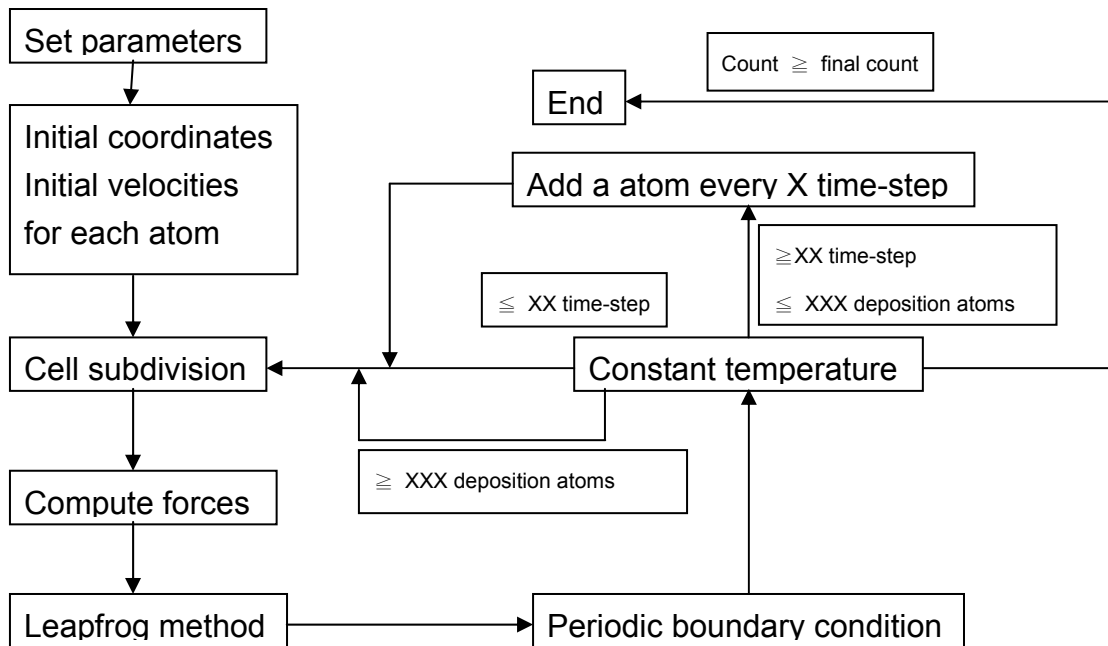 Set parameters
Initial coordinates
Initial velocities
for each atom
Cell subdivision
Compute forces
Leapfrog method
Periodic boundary condition
Constant temperature
≦ XX time-step
≧ XXX deposition atoms
≧XX time-step
≦ XXX deposition atoms
Add a atom every X time-step
Count ≧ final count
End